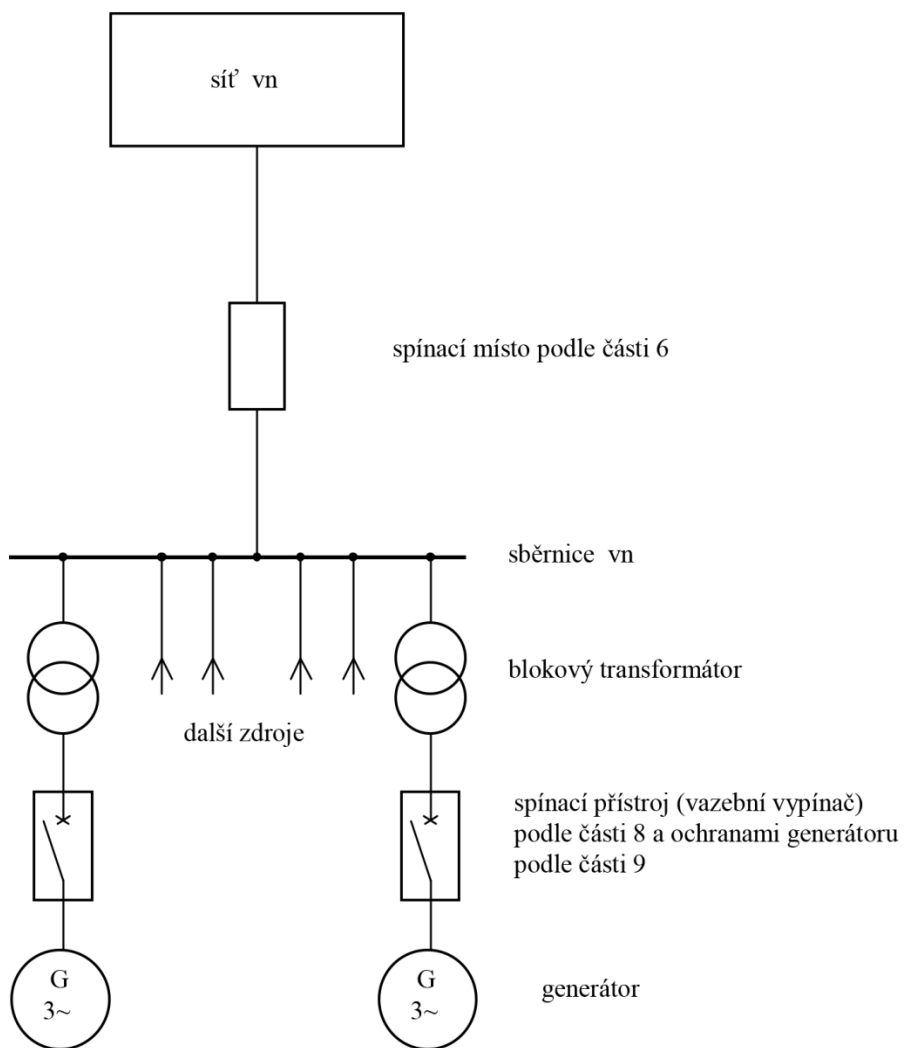 síť vn
spínací místo podle části 6
sběrnice vn
blokový transformátor
další zdroje
spínací přístroj (vazební vypínač)
podle části 8 a ochranami generátoru
podle části 9
G
3~
G
3~
generátor